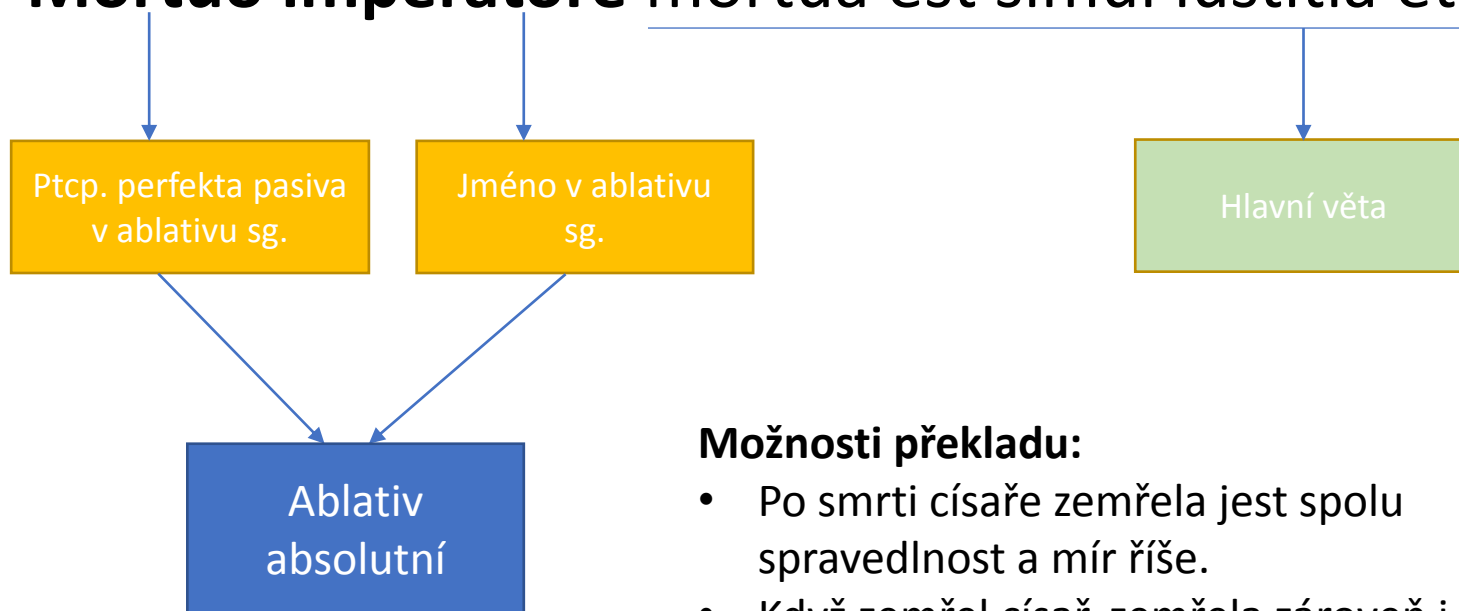 Mortuo imperatore mortua est simul iustitia et
Ptcp. perfekta pasiva
v ablativu sg.
Jméno v ablativu
sg.
Hlavní věta
Ablativ
absolutní
Možnosti překladu:
• Po smrti císaře zemřela jest spolu
spravedlnost a mír říše.
• Když zemřel císař, zemřela zároveň i